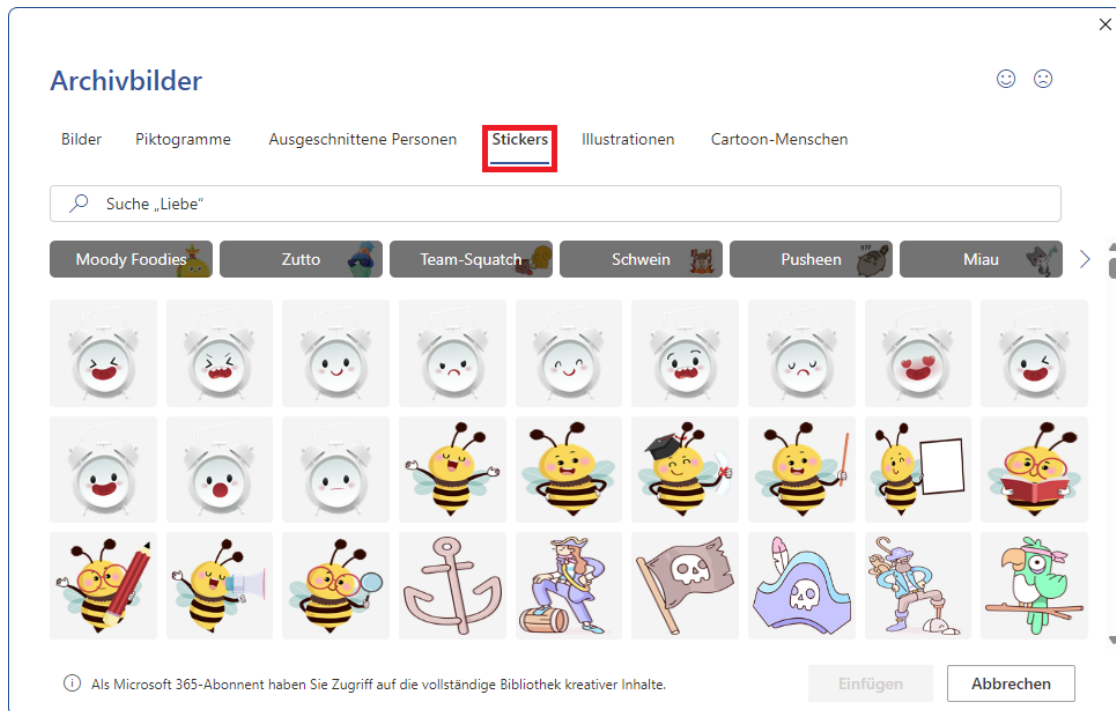 Archivbilder
Bilder Piktogramme Ausgeschnittene Personen Stickers Illustrationen Cartoon-Menschen
Suche „Liebe“
Moody Foodies Zutto Team-Squatch Schwein Pusheen Miau
Als Microsoft 365-Abonnent haben Sie Zugriff auf die vollständige Bibliothek kreativer Inhalte.
Einfügen Abbrechen